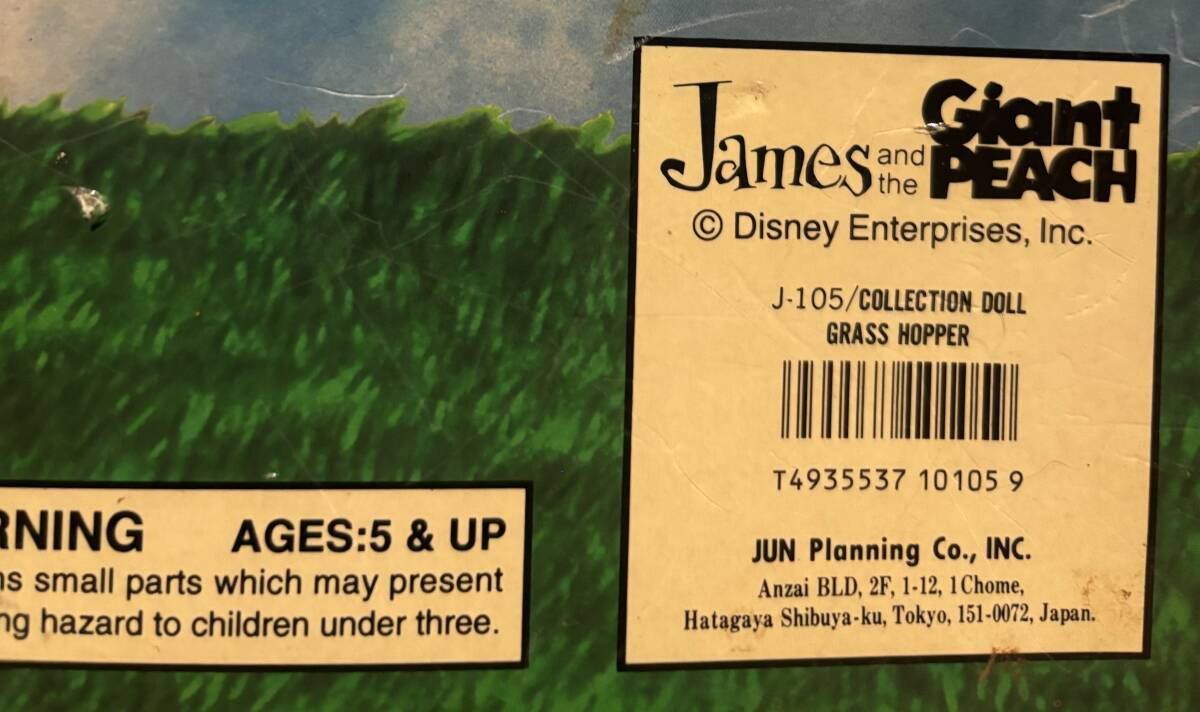 James and the Giant PEACH
© Disney Enterprises, Inc.
J-105/COLLECTION DOLL
GRASS HOPPER
T4935537 10105 9
JUN Planning Co., INC.
Anzai BLD, 2F, 1-12, 1Chome,
Hatagaya Shibuya-ku, Tokyo, 151-0072, Japan.
RNING AGES:5 & UP
s small parts which may present
ng hazard to children under three.